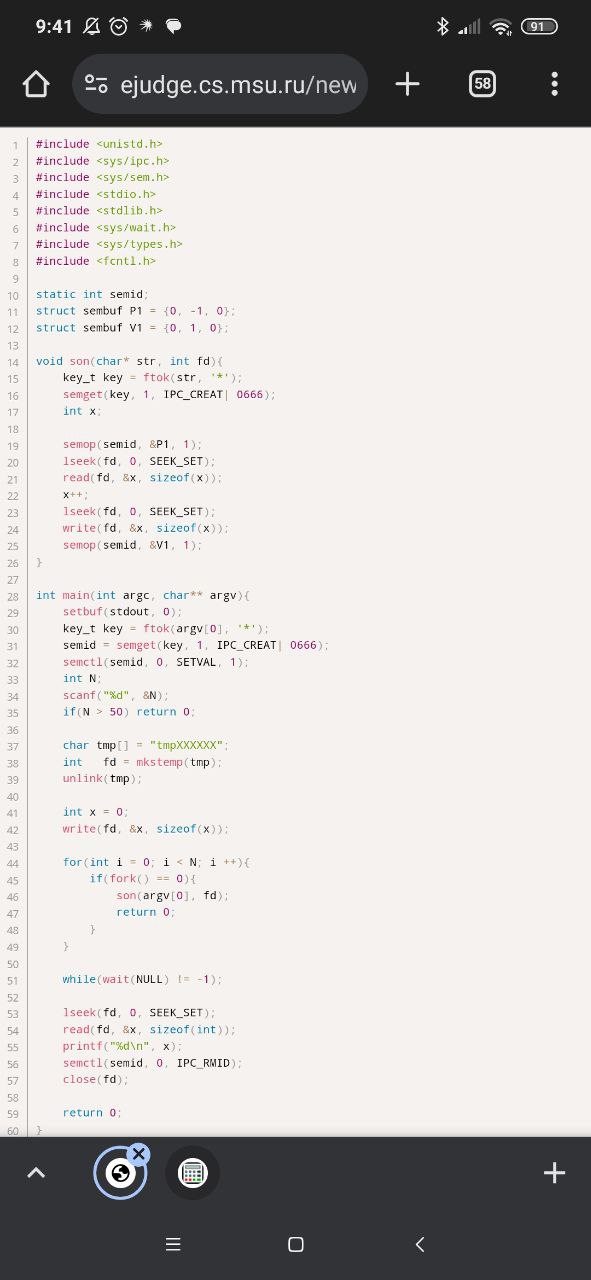 9:41
91
ejudge.cs.msu.ru/new
58
1 #include <unistd.h>
2 #include <sys/ipc.h>
3 #include <sys/sem.h>
4 #include <stdio.h>
5 #include <stdlib.h>
6 #include <sys/wait.h>
7 #include <sys/types.h>
8 #include <fcntl.h>
9
10 static int semid;
11 struct sembuf P1 = {0, -1, 0};
12 struct sembuf V1 = {0, 1, 0};
13
14 void son(char* str, int fd){
15     key_t key = ftok(str, '*');
16     semget(key, 1, IPC_CREAT| 0666);
17     int x;
18
19     semop(semid, &P1, 1);
20     lseek(fd, 0, SEEK_SET);
21     read(fd, &x, sizeof(x));
22     x++;
23     lseek(fd, 0, SEEK_SET);
24     write(fd, &x, sizeof(x));
25     semop(semid, &V1, 1);
26 }
27
28 int main(int argc, char** argv){
29     setbuf(stdout, 0);
30     key_t key = ftok(argv[0], '*');
31     semid = semget(key, 1, IPC_CREAT| 0666);
32     semctl(semid, 0, SETVAL, 1);
33     int N;
34     scanf("%d", &N);
35     if(N > 50) return 0;
36
37     char tmp[] = "tmpXXXXXX";
38     int   fd = mkstemp(tmp);
39     unlink(tmp);
40
41     int x = 0;
42     write(fd, &x, sizeof(x));
43
44     for(int i = 0; i < N; i ++){
45         if(fork() == 0){
46             son(argv[0], fd);
47             return 0;
48         }
49     }
50
51     while(wait(NULL) != -1);
52
53     lseek(fd, 0, SEEK_SET);
54     read(fd, &x, sizeof(int));
55     printf("%d\n", x);
56     semctl(semid, 0, IPC_RMID);
57     close(fd);
58
59     return 0;
60 }